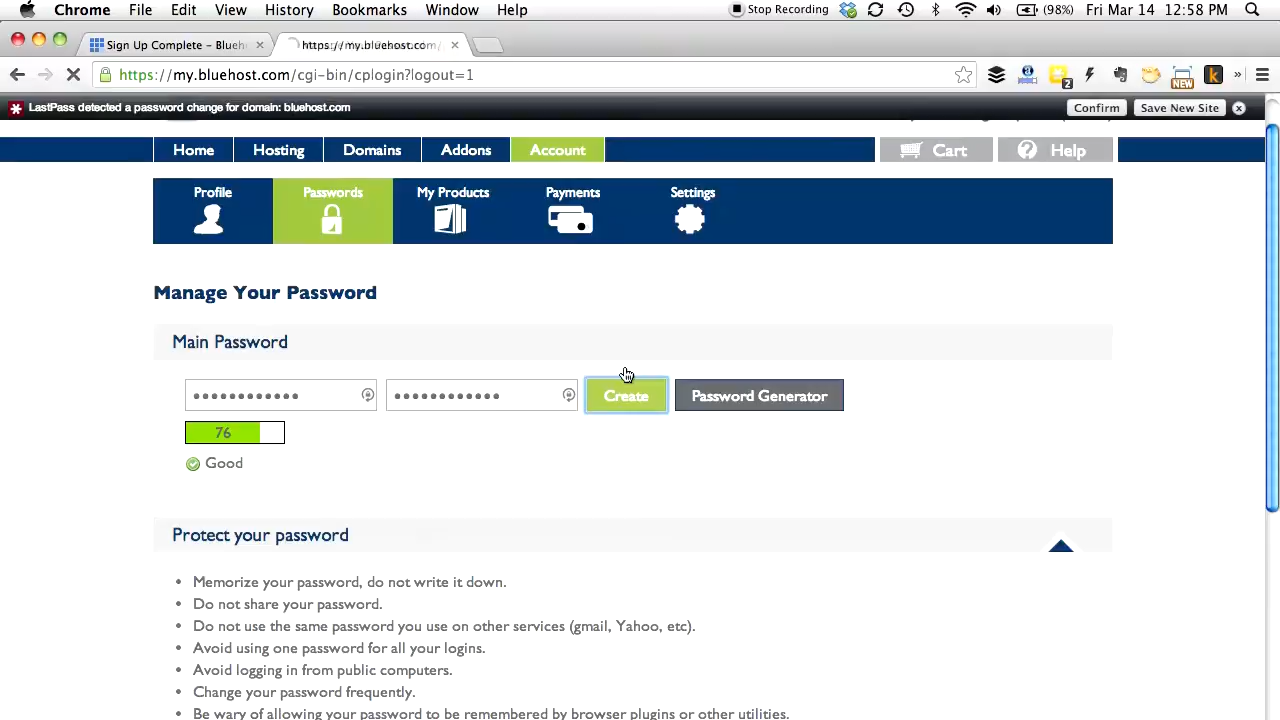 Chrome File Edit View History Bookmarks Window Help Stop Recording (98%) Fri Mar 14 12:58 PM
Sign Up Complete – Blueh https://my.bluehost.com/
https://my.bluehost.com/cgi-bin/cplogin?logout=1
2 NEW k »
LastPass detected a password change for domain: bluehost.com Confirm Save New Site
Home Hosting Domains Addons Account Cart Help
Profile Passwords My Products Payments Settings
Manage Your Password
Main Password
Create Password Generator
76
Good
Protect your password
• Memorize your password, do not write it down.
• Do not share your password.
• Do not use the same password you use on other services (gmail, Yahoo, etc).
• Avoid using one password for all your logins.
• Avoid logging in from public computers.
• Change your password frequently.
• Be wary of allowing your password to be remembered by browser plugins or other utilities.